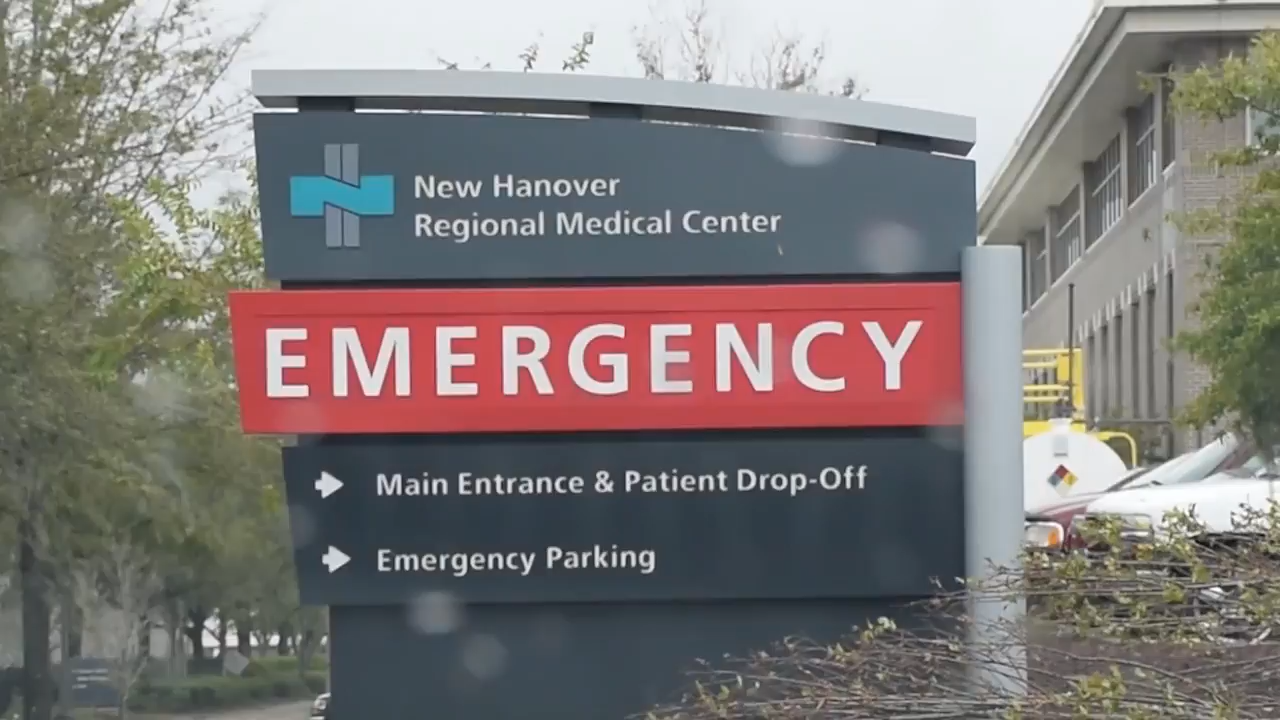 New Hanover
Regional Medical Center
EMERGENCY
Main Entrance & Patient Drop-Off
Emergency Parking